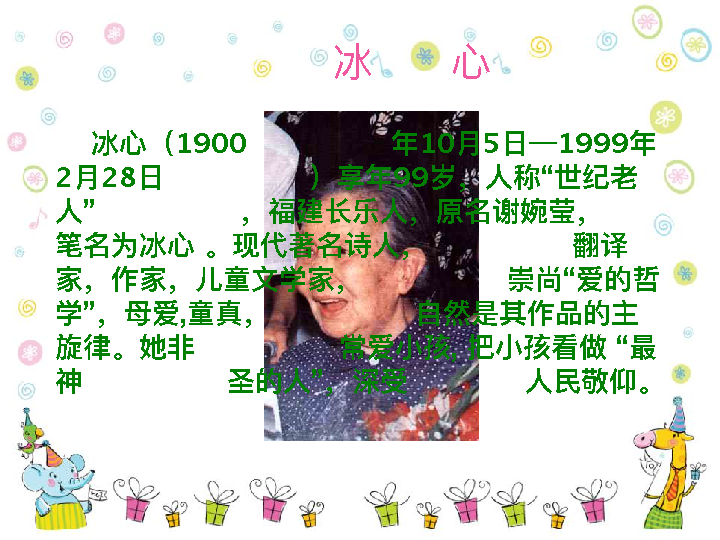 冰 心
冰心（1900 年10月5日—1999年
2月28日 ）享年99岁，人称“世纪老
人” ，福建长乐人，原名谢婉莹，
笔名为冰心 。现代著名诗人， 翻译
家，作家，儿童文学家， 崇尚“爱的哲
学”，母爱,童真， 自然是其作品的主
旋律。她非 常爱小孩, 把小孩看做 “最
神 圣的人”，深受 人民敬仰。